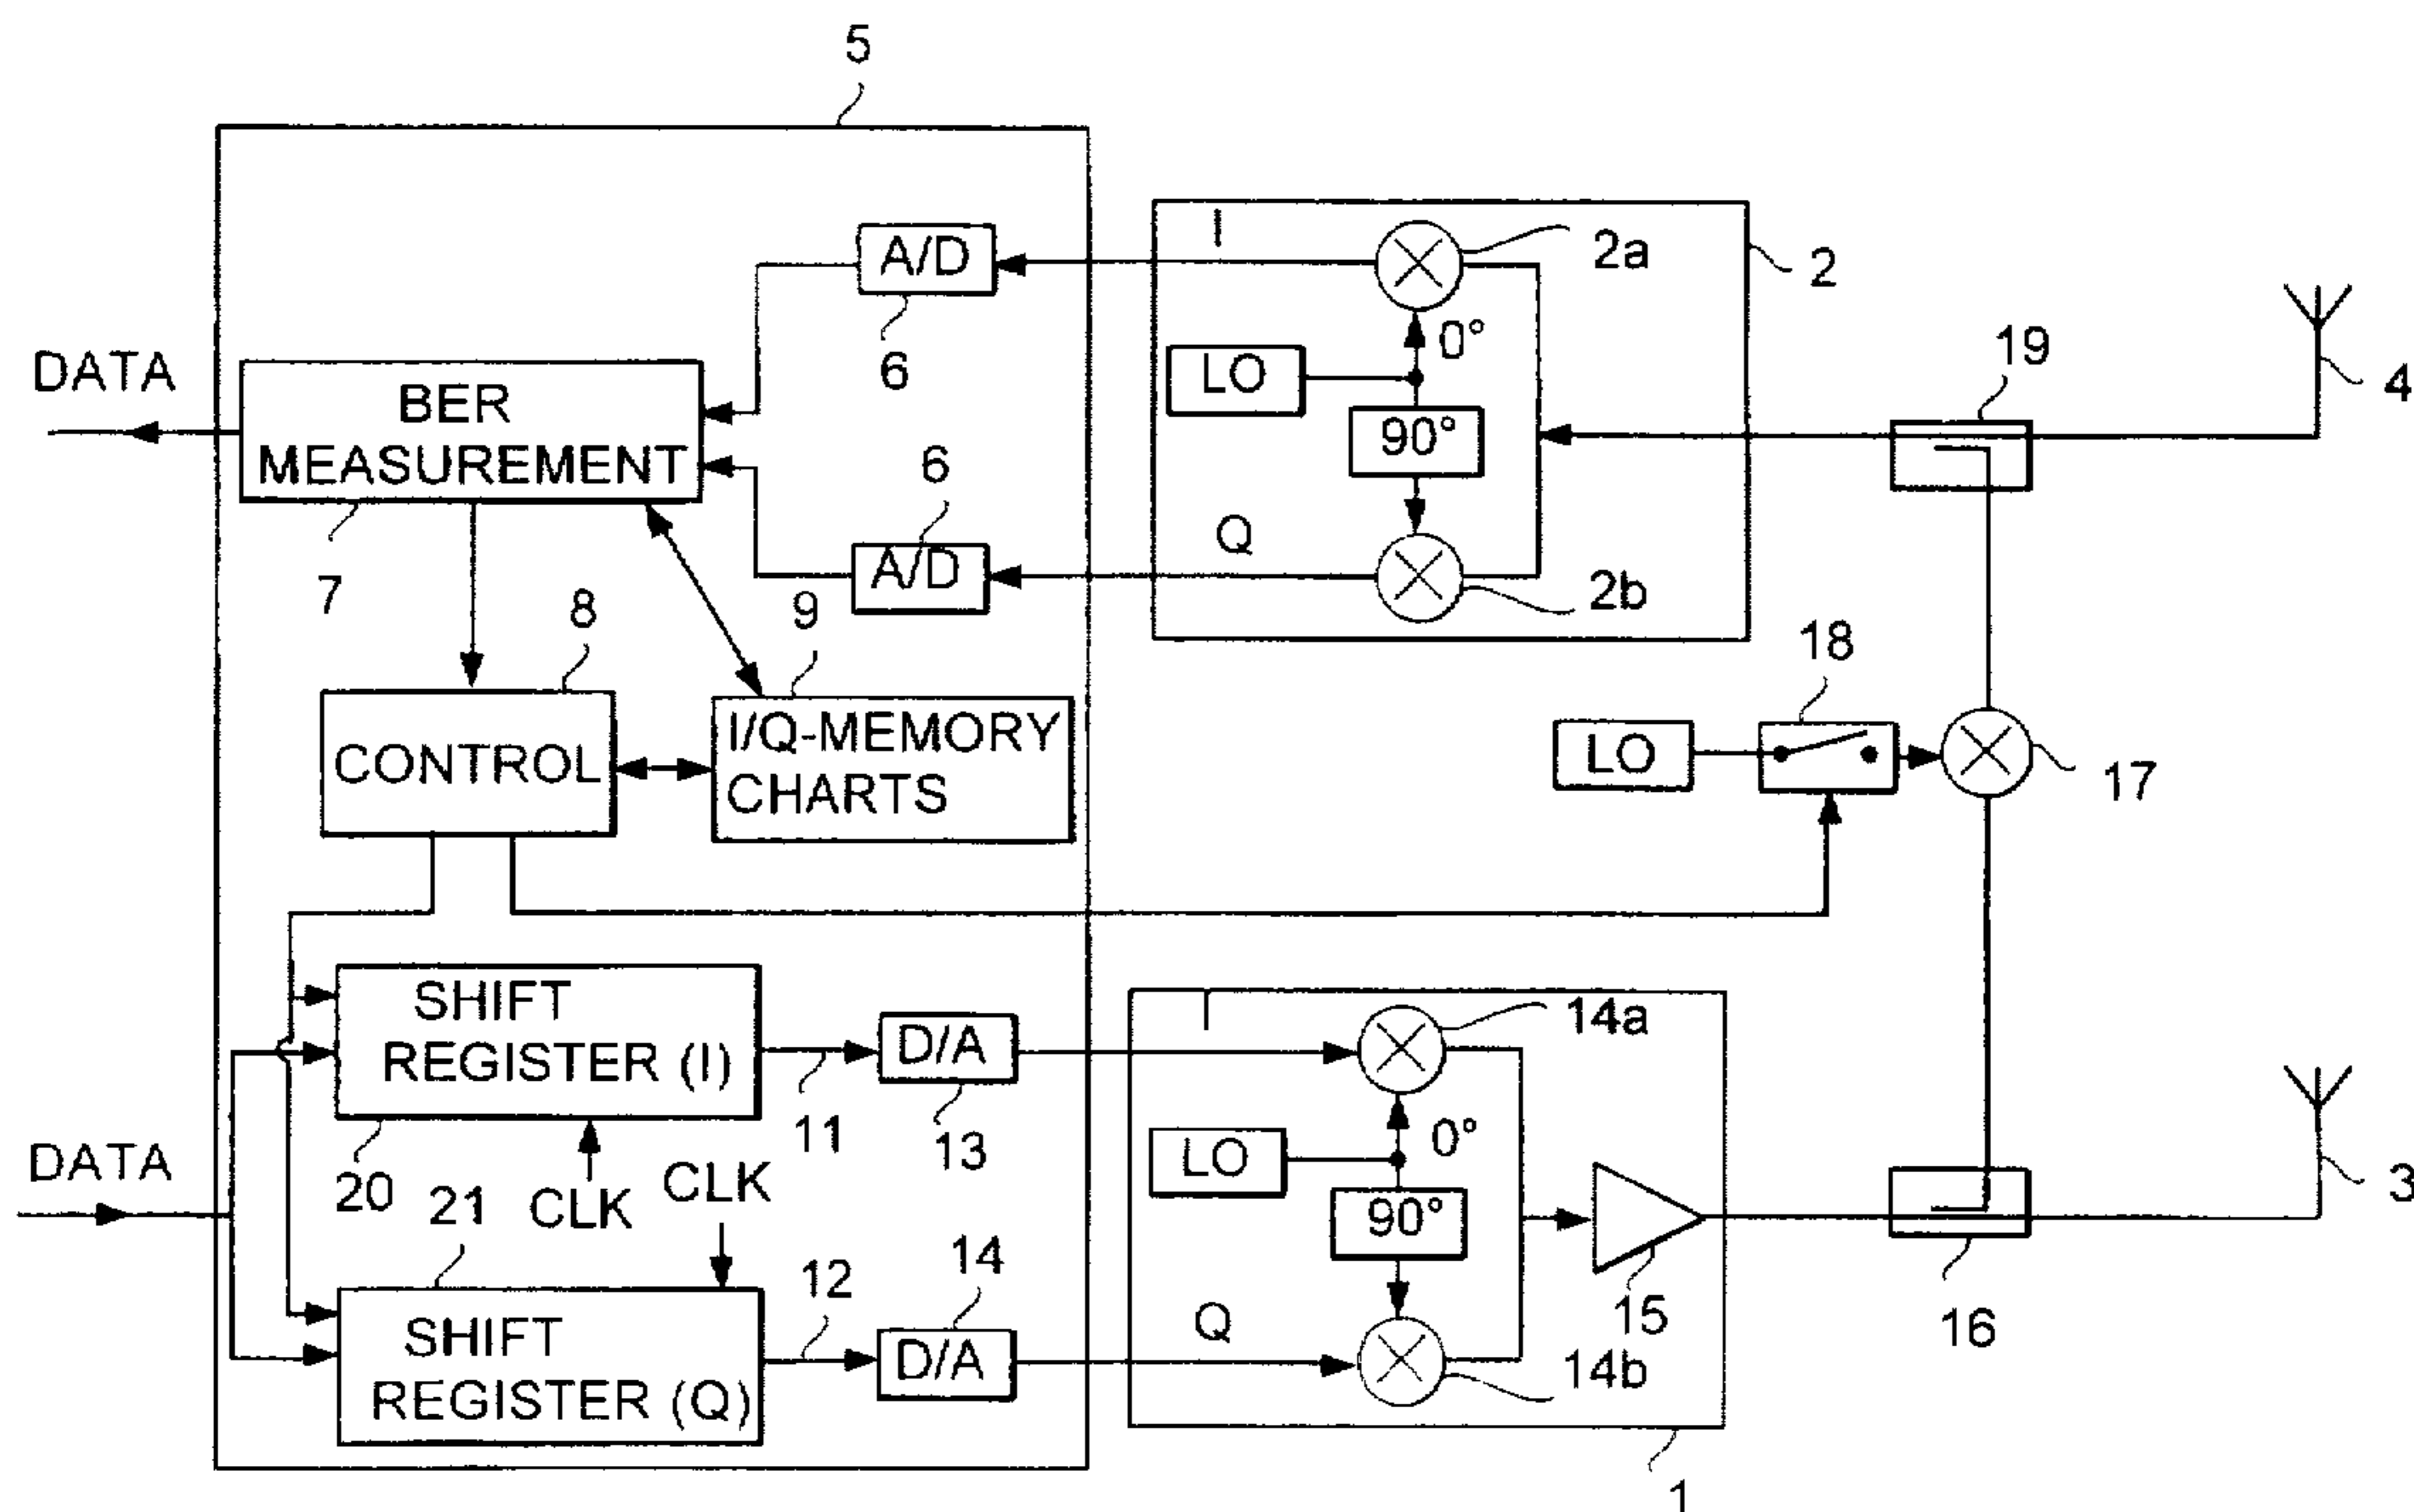 5
I
2a
2
A/D
6
0°
LO
90°
19
4
DATA
BER
MEASUREMENT
6
A/D
Q
2b
7
8
9
18
CONTROL
I/Q-MEMORY
CHARTS
LO
17
SHIFT
REGISTER (I)
11
D/A
13
I
14a
0°
LO
90°
DATA
20
21
CLK
CLK
3
SHIFT
REGISTER (Q)
12
14
D/A
Q
14b
15
16
1